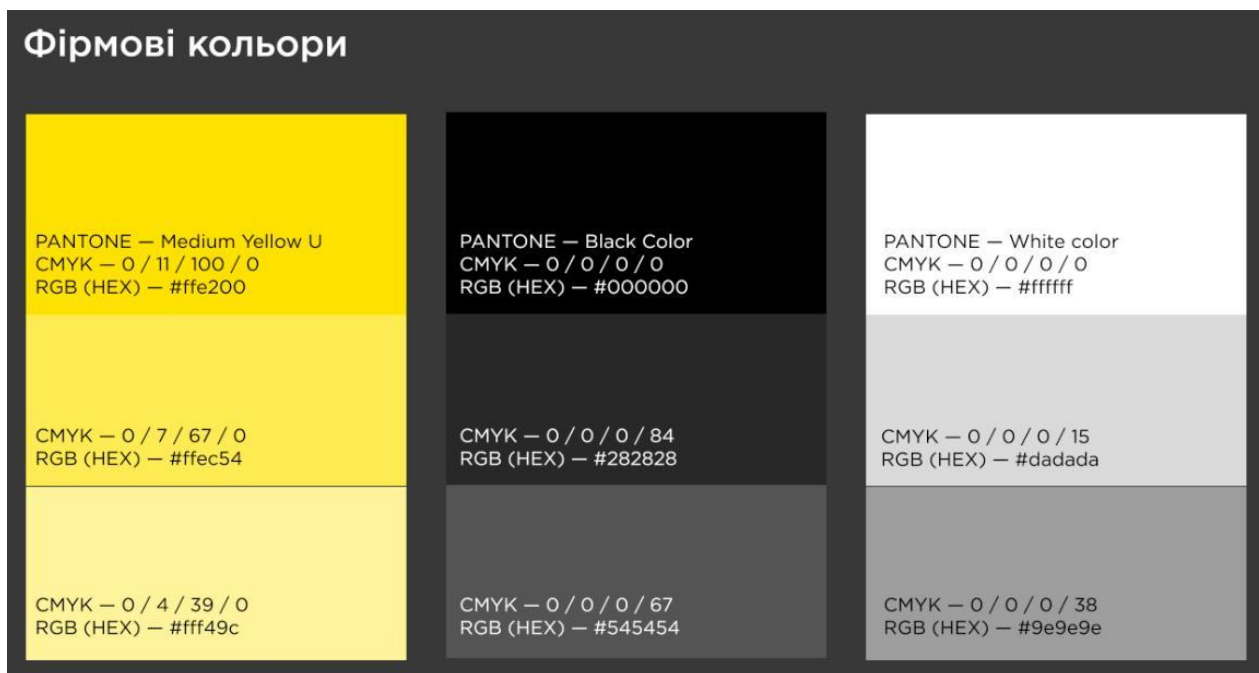 Фірмові кольори
PANTONE — Medium Yellow U
CMYK — 0 / 11 / 100 / 0
RGB (HEX) — #ffe200
CMYK — 0 / 7 / 67 / 0
RGB (HEX) — #ffec54
CMYK — 0 / 4 / 39 / 0
RGB (HEX) — #fff49c
PANTONE — Black Color
CMYK — 0 / 0 / 0 / 0
RGB (HEX) — #000000
CMYK — 0 / 0 / 0 / 84
RGB (HEX) — #282828
CMYK — 0 / 0 / 0 / 67
RGB (HEX) — #545454
PANTONE — White color
CMYK — 0 / 0 / 0 / 0
RGB (HEX) — #ffffff
CMYK — 0 / 0 / 0 / 15
RGB (HEX) — #dadada
CMYK — 0 / 0 / 0 / 38
RGB (HEX) — #9e9e9e